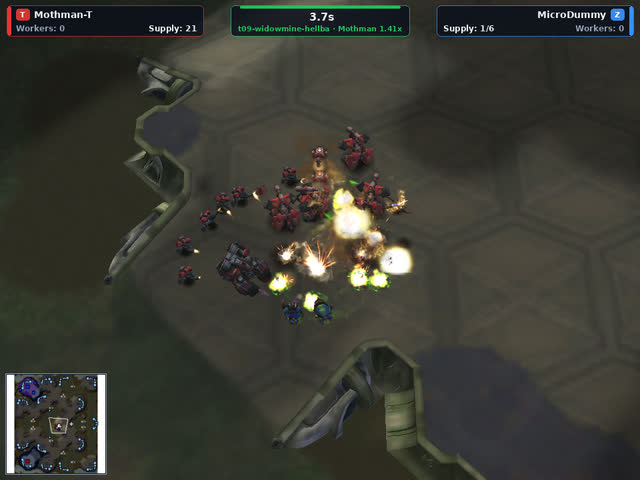 T Mothman-T
Workers: 0 Supply: 21
3.7s
t09-widowmine-hellba · Mothman 1.41x
MicroDummy Z
Supply: 1/6 Workers: 0